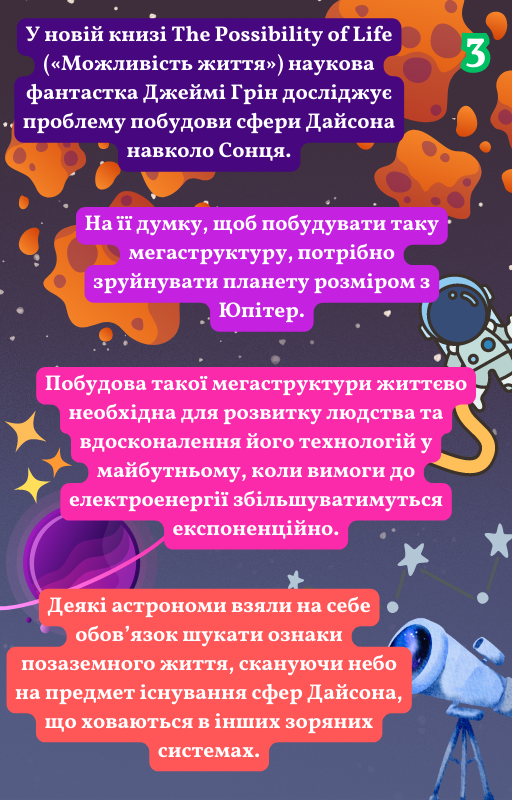 У новій книзі The Possibility of Life
(«Можливість життя») наукова
фантастка Джеймі Грін досліджує
проблему побудови сфери Дайсона
навколо Сонця.
3
На її думку, щоб побудувати таку
мегаструктуру, потрібно
зруйнувати планету розміром з
Юпітер.
Побудова такої мегаструктури життєво
необхідна для розвитку людства та
вдосконалення його технологій у
майбутньому, коли вимоги до
електроенергії збільшуватимуться
експоненційно.
Деякі астрономи взяли на себе
обов’язок шукати ознаки
позаземного життя, скануючи небо
на предмет існування сфер Дайсона,
що ховаються в інших зоряних
системах.